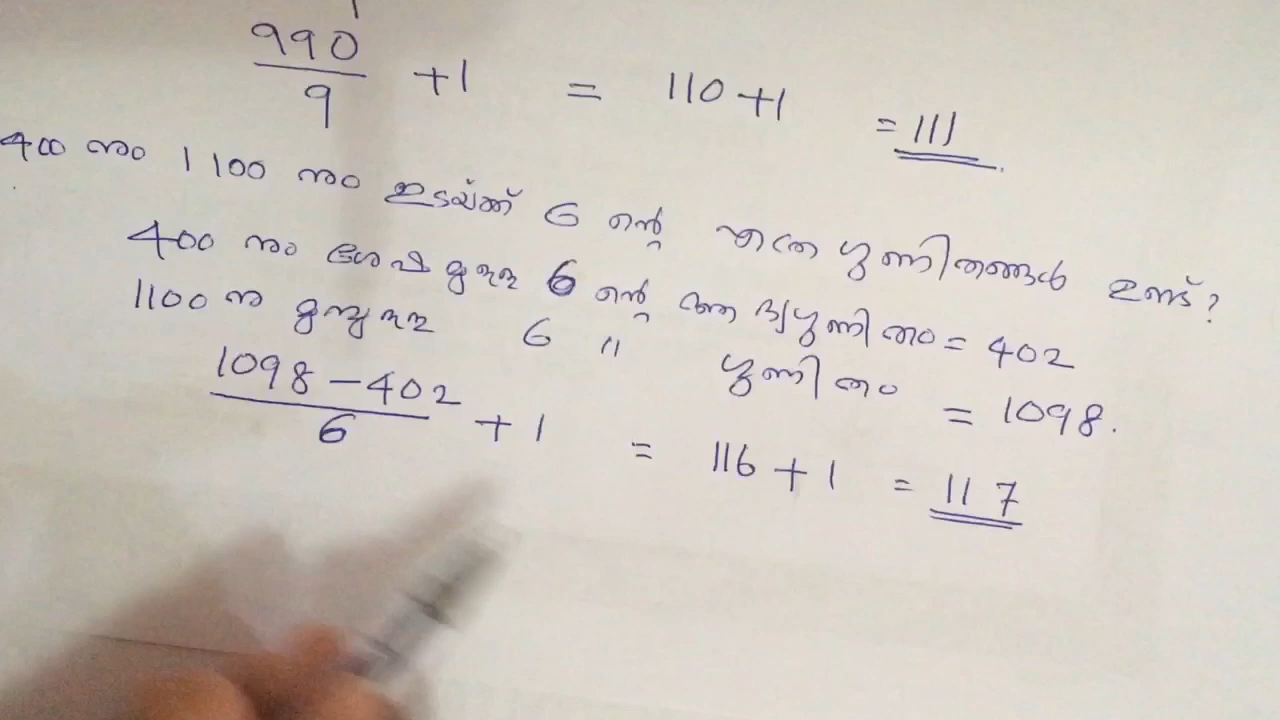 990/9 + 1 = 110 + 1 = 111
400 നും 1100 നും ഇടയ്ക്ക് 6 ന്റെ എത്ര ഗുണിതങ്ങൾ ഉണ്ട്?
400 നും ശേഷമുള്ള 6 ന്റെ ആദ്യഗുണിതം = 402
1100 നു മുമ്പുള്ള 6 " ഗുണിതം = 1098.
(1098 - 402)/6 + 1 = 116 + 1 = 117